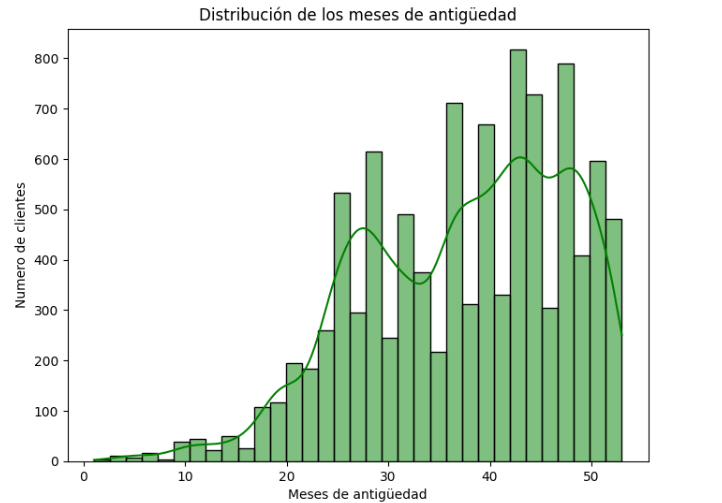 Distribución de los meses de antigüedad
800
700
600
500
400
300
200
100
0
Numero de clientes
0 10 20 30 40 50
Meses de antigüedad